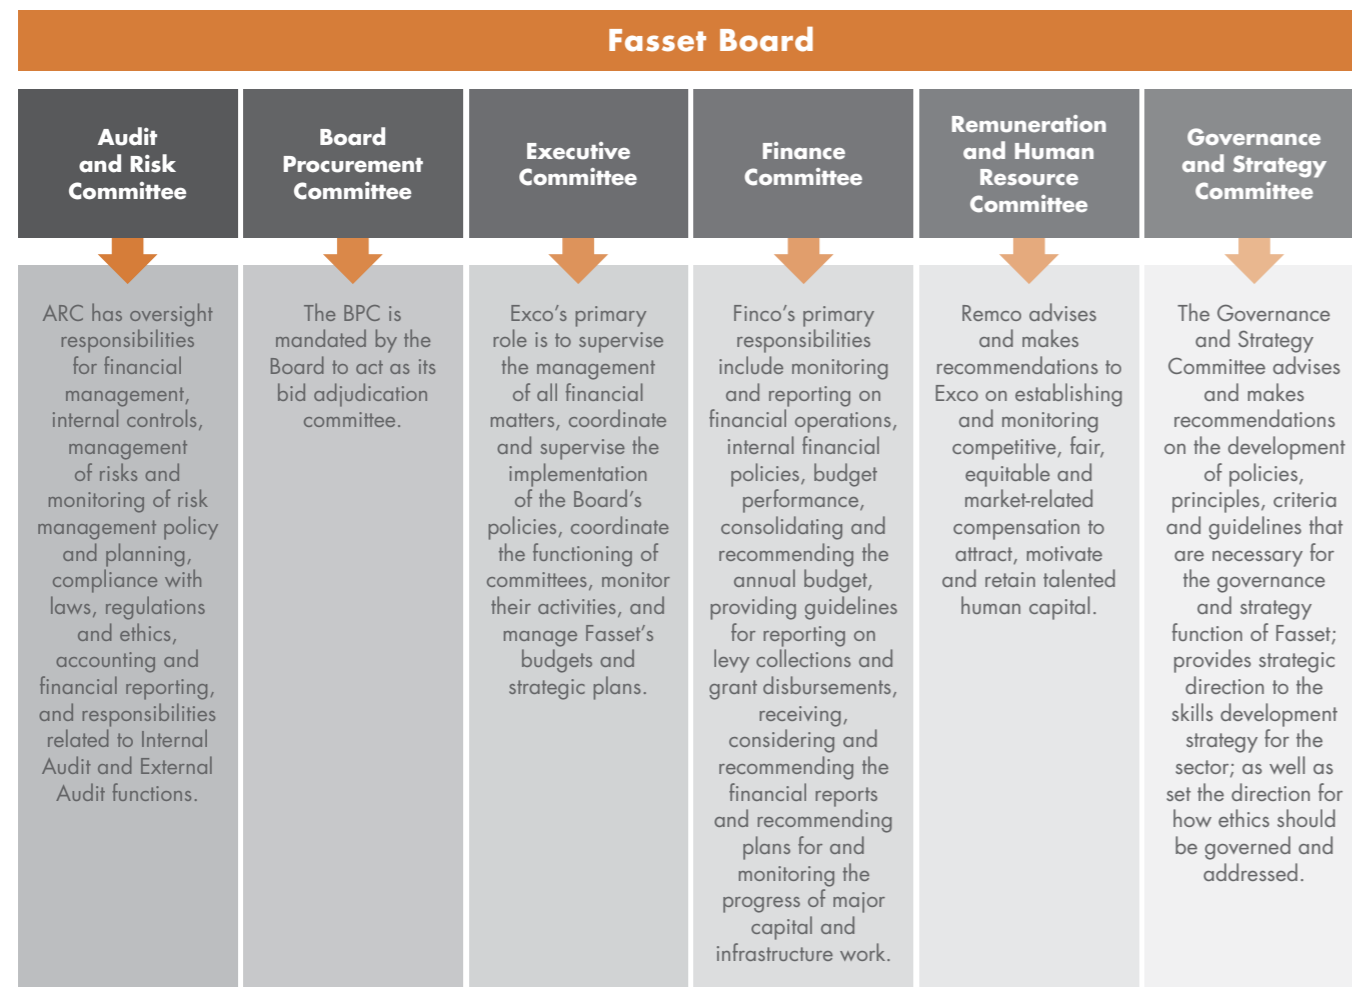 Fasset Board
Audit
and Risk
Committee
ARC has oversight
responsibilities
for financial
management,
internal controls,
management
of risks and
monitoring of risk
management policy
and planning,
compliance with
laws, regulations
and ethics,
accounting and
financial reporting,
and responsibilities
related to Internal
Audit and External
Audit functions.
Board
Procurement
Committee
The BPC is
mandated by the
Board to act as its
bid adjudication
committee.
Executive
Committee
Exco's primary
role is to supervise
the management
of all financial
matters, coordinate
and supervise the
implementation
of the Board's
policies, coordinate
the functioning of
committees, monitor
their activities, and
manage Fasset's
budgets and
strategic plans.
Finance
Committee
Finco's primary
responsibilities
include monitoring
and reporting on
financial operations,
internal financial
policies, budget
performance,
consolidating and
recommending the
annual budget,
providing guidelines
for reporting on
levy collections and
grant disbursements,
receiving,
considering and
recommending the
financial reports
and recommending
plans for and
monitoring the
progress of major
capital and
infrastructure work.
Remuneration
and Human
Resource
Committee
Remco advises
and makes
recommendations to
Exco on establishing
and monitoring
competitive, fair,
equitable and
market-related
compensation to
attract, motivate
and retain talented
human capital.
Governance
and Strategy
Committee
The Governance
and Strategy
Committee advises
and makes
recommendations
on the development
of policies,
principles, criteria
and guidelines that
are necessary for
the governance
and strategy
function of Fasset;
provides strategic
direction to the
skills development
strategy for the
sector; as well as
set the direction for
how ethics should
be governed and
addressed.